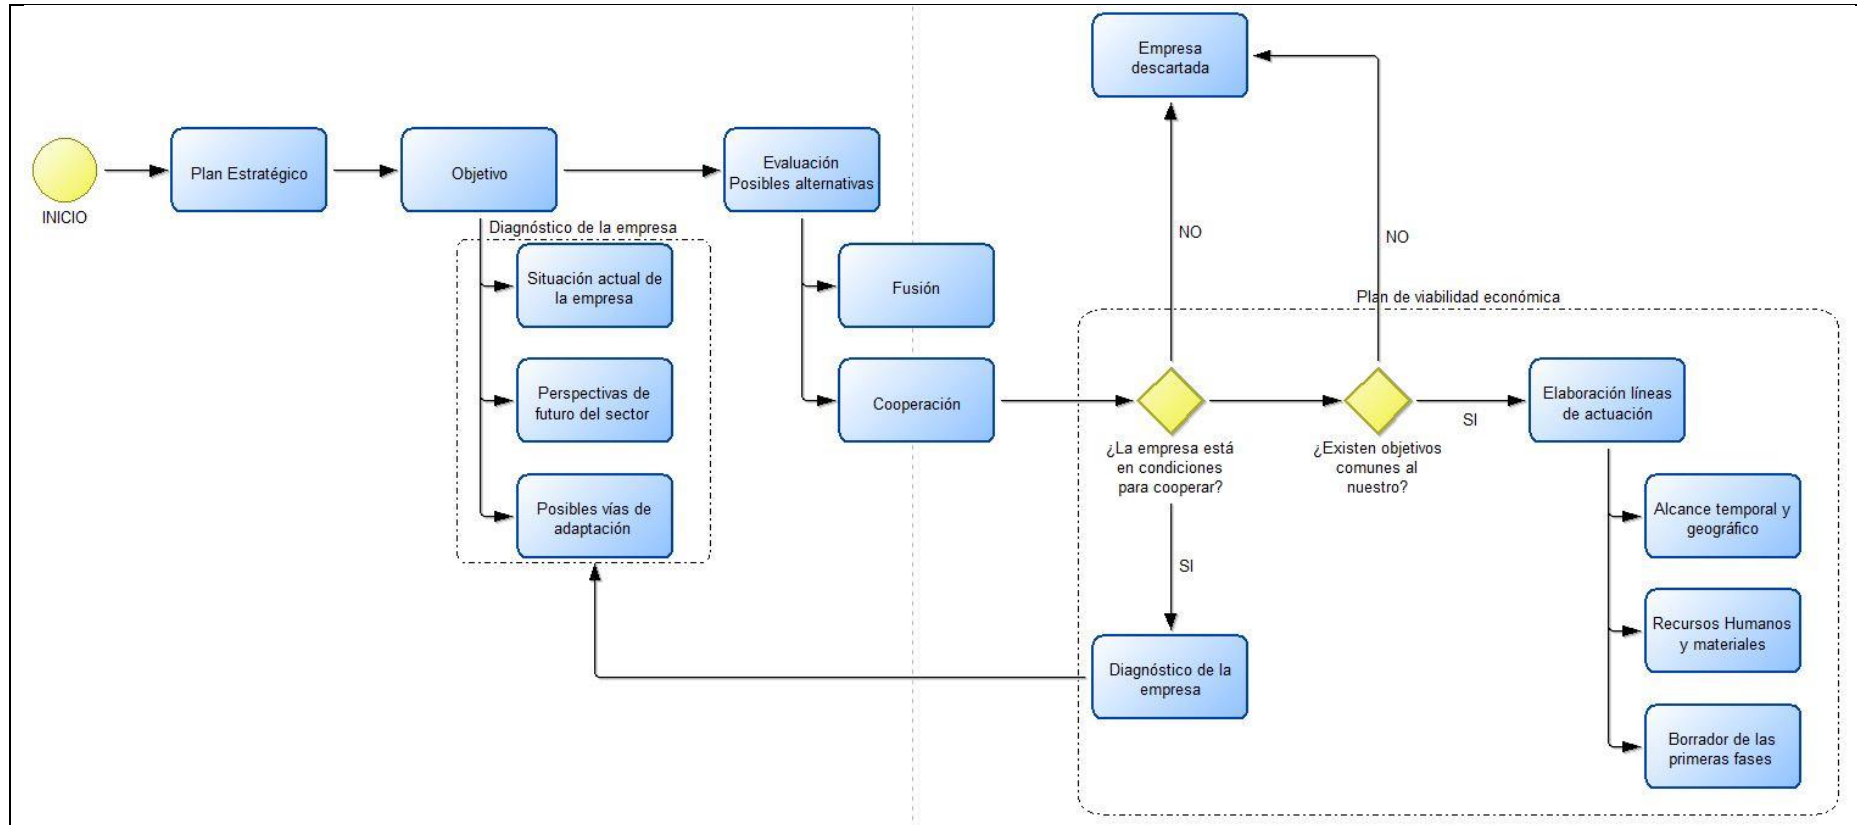 INICIO
Plan Estratégico
Objetivo
Evaluación
Posibles alternativas
Diagnóstico de la empresa
Situación actual de
la empresa
Perspectivas de
futuro del sector
Posibles vías de
adaptación
Fusión
Cooperación
Empresa
descartada
NO
NO
Plan de viabilidad económica
¿La empresa está
en condiciones
para cooperar?
¿Existen objetivos
comunes al
nuestro?
SI
SI
Diagnóstico de la
empresa
Elaboración líneas
de actuación
Alcance temporal y
geográfico
Recursos Humanos
y materiales
Borrador de las
primeras fases